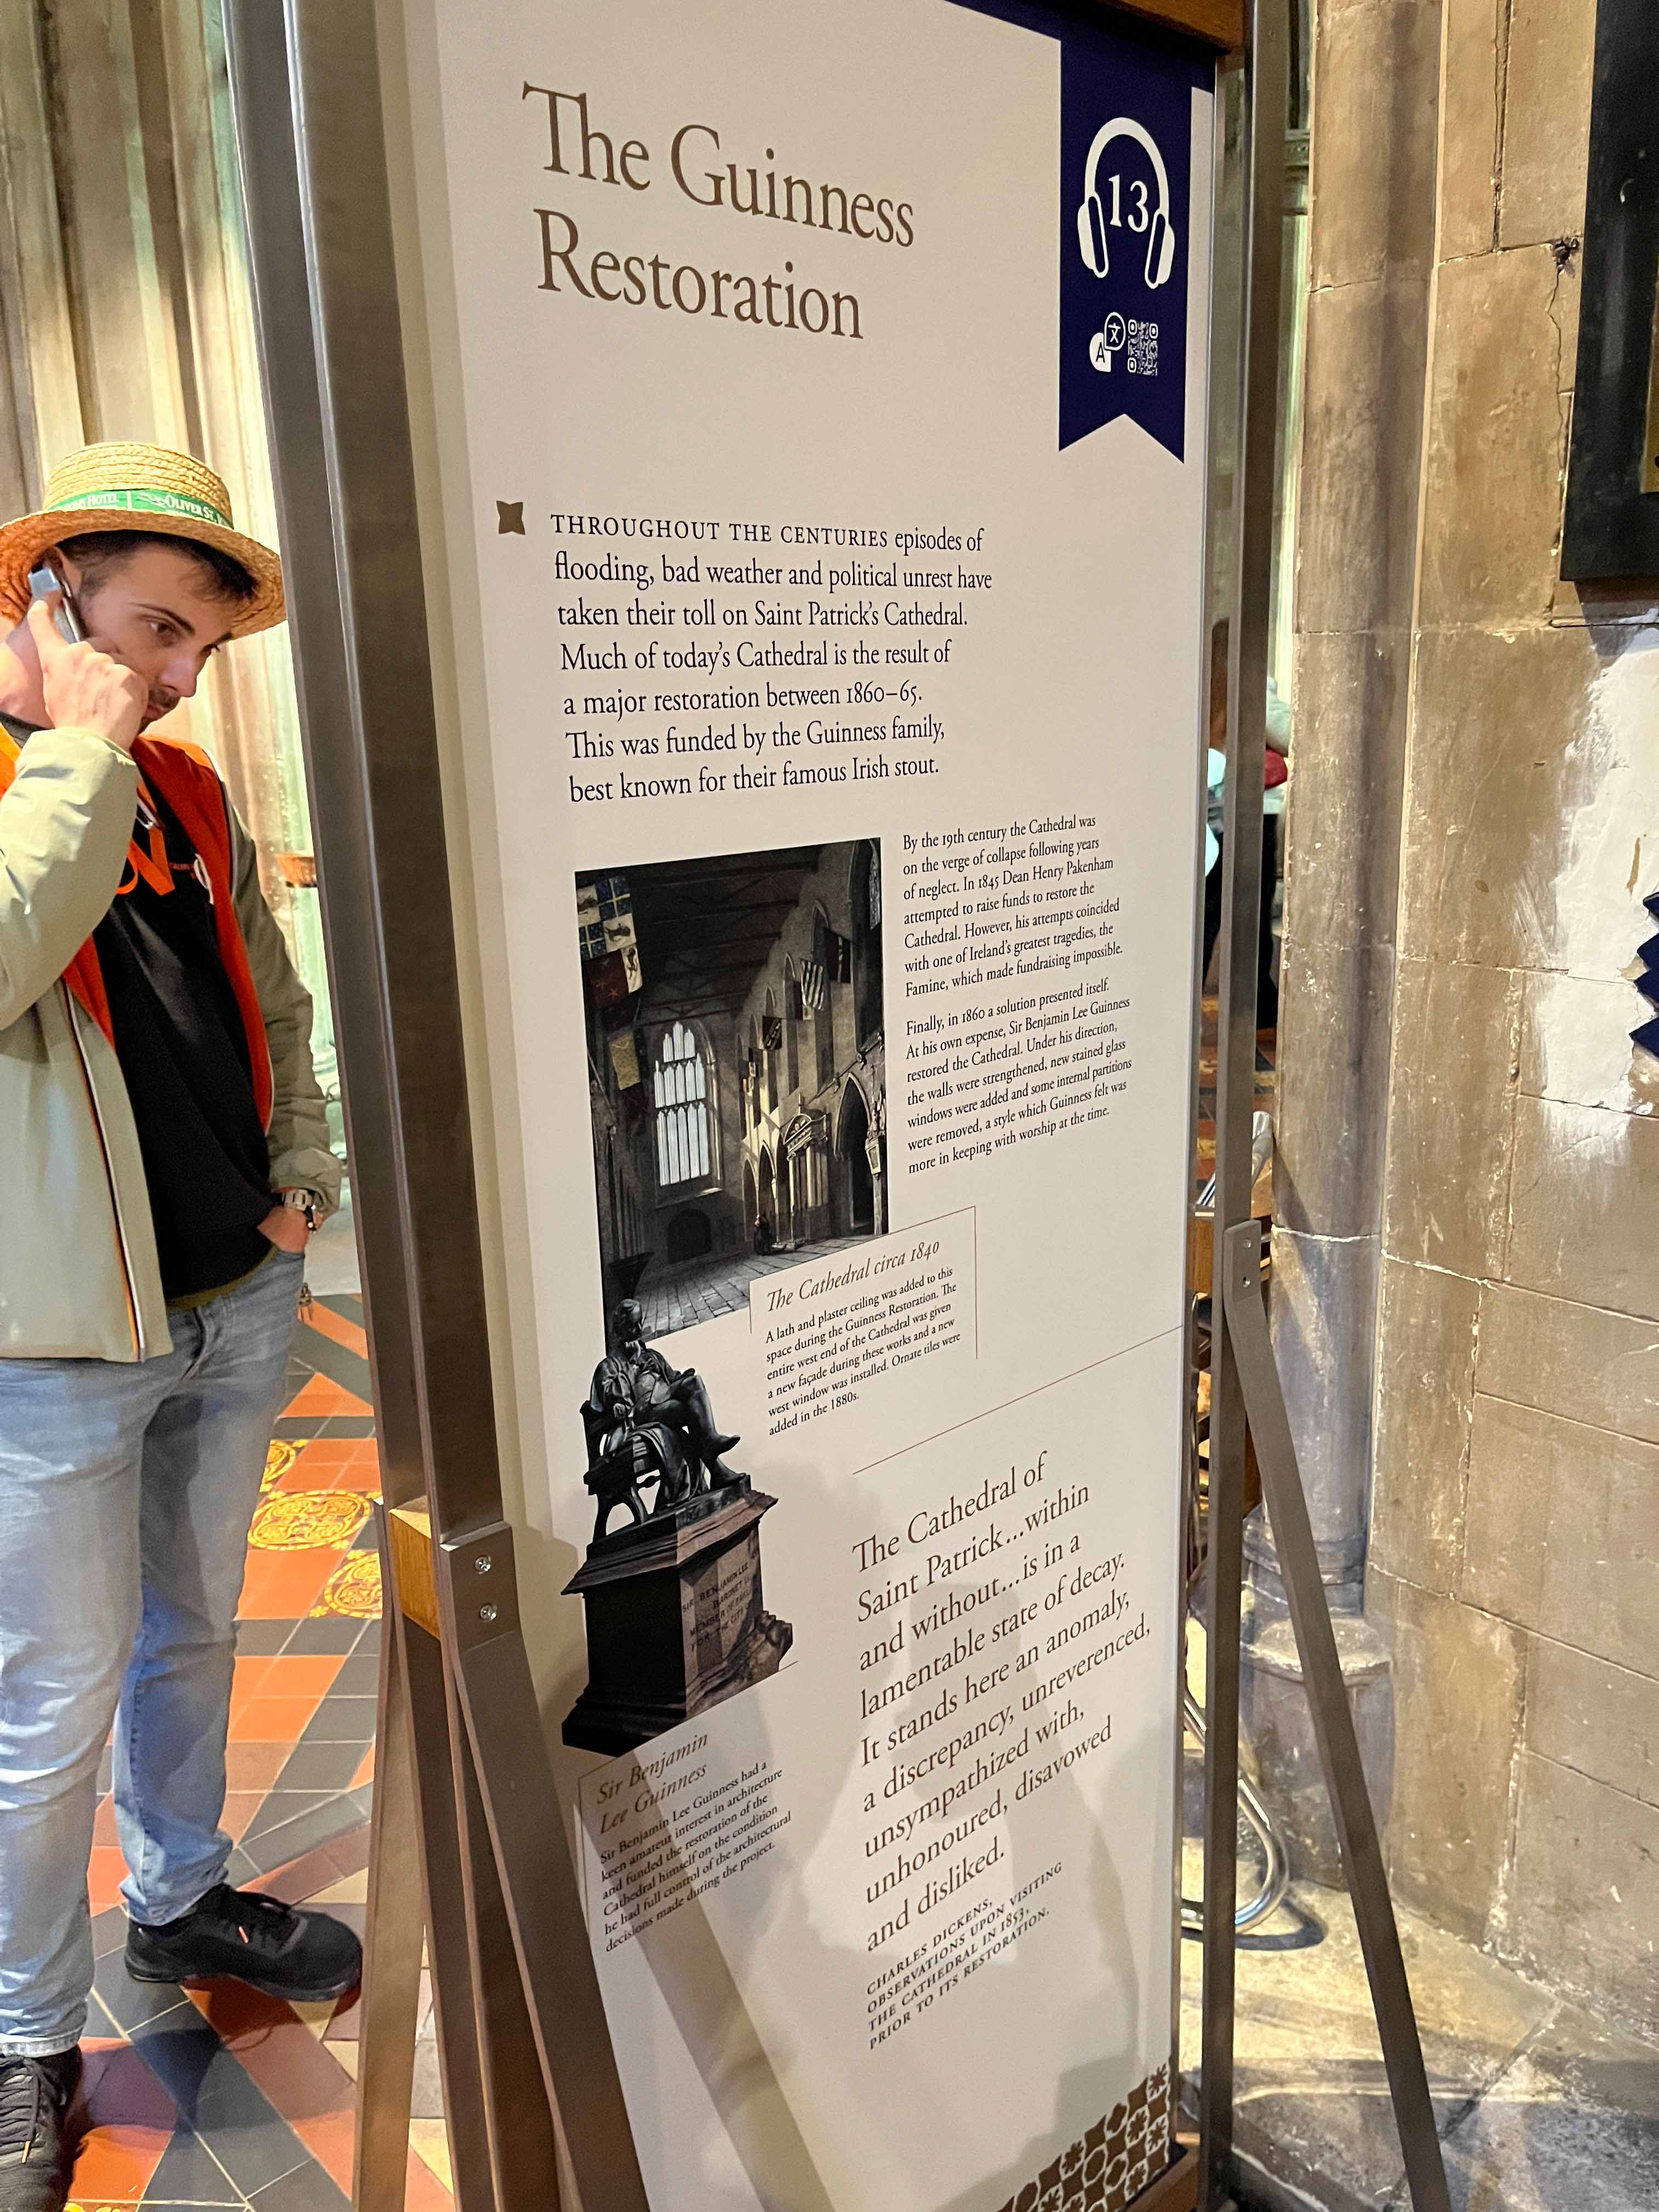 The Guinness
Restoration
13
A 文
THROUGHOUT THE CENTURIES episodes of
flooding, bad weather and political unrest have
taken their toll on Saint Patrick's Cathedral.
Much of today's Cathedral is the result of
a major restoration between 1860–65.
This was funded by the Guinness family,
best known for their famous Irish stout.
By the 19th century the Cathedral was
on the verge of collapse following years
of neglect. In 1845 Dean Henry Pakenham
attempted to raise funds to restore the
Cathedral. However, his attempts coincided
with one of Ireland's greatest tragedies, the
Famine, which made fundraising impossible.
Finally, in 1860 a solution presented itself.
At his own expense, Sir Benjamin Lee Guinness
restored the Cathedral. Under his direction,
the walls were strengthened, new stained glass
windows were added and some internal partitions
were removed, a style which Guinness felt was
more in keeping with worship at the time.
The Cathedral circa 1840
A lath and plaster ceiling was added to this
space during the Guinness Restoration. The
entire west end of the Cathedral was given
a new façade during these works and a new
west window was installed. Ornate tiles were
added in the 1880s.
SIR BENJAMIN LEE
BARONET
MEMBER OF
THE CITY
Sir Benjamin
Lee Guinness
Sir Benjamin Lee Guinness had a
keen amateur interest in architecture
and funded the restoration of the
Cathedral himself on the condition
he had full control of the architectural
decisions made during the project.
The Cathedral of
Saint Patrick...within
and without...is in a
lamentable state of decay.
It stands here an anomaly,
a discrepancy, unreverenced,
unsympathized with,
unhonoured, disavowed
and disliked.
CHARLES DICKENS,
OBSERVATIONS UPON VISITING
THE CATHEDRAL IN 1853,
PRIOR TO ITS RESTORATION.
HOTEL | OLIVER ST.